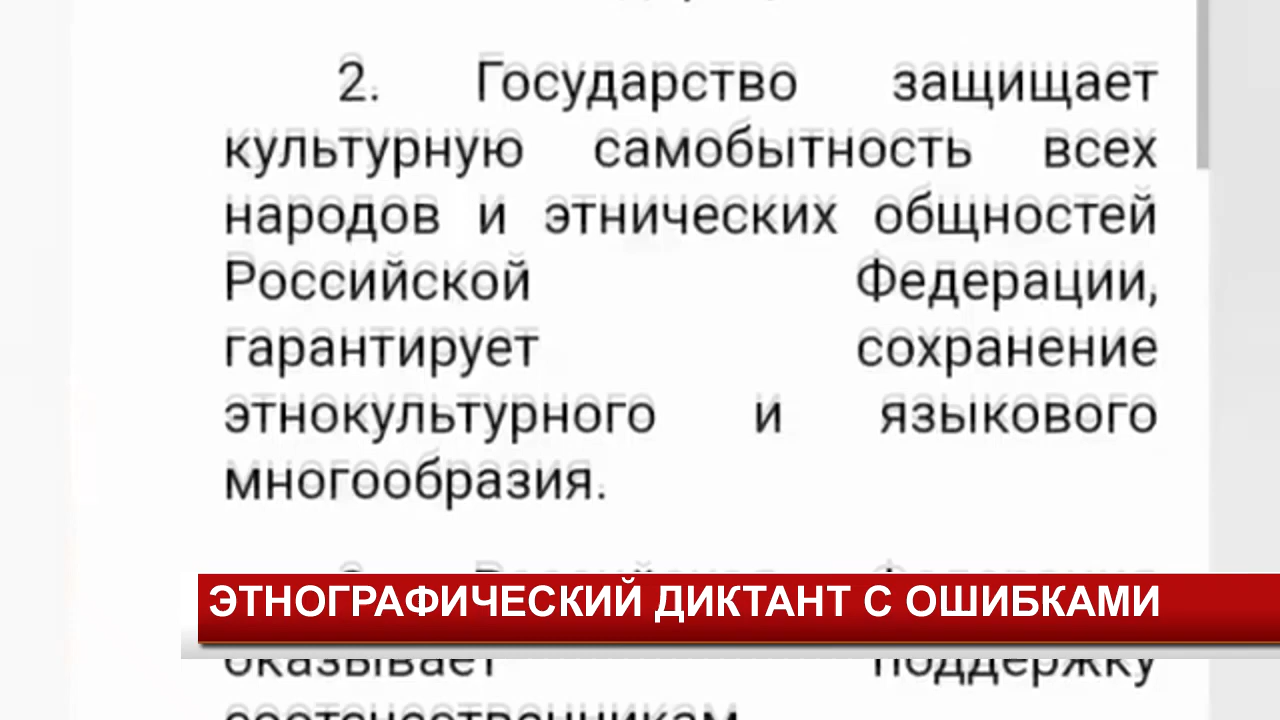 2. Государство защищает
культурную самобытность всех
народов и этнических общностей
Российской Федерации,
гарантирует сохранение
этнокультурного и языкового
многообразия.
ЭТНОГРАФИЧЕСКИЙ ДИКТАНТ С ОШИБКАМИ
оказывает поддержку